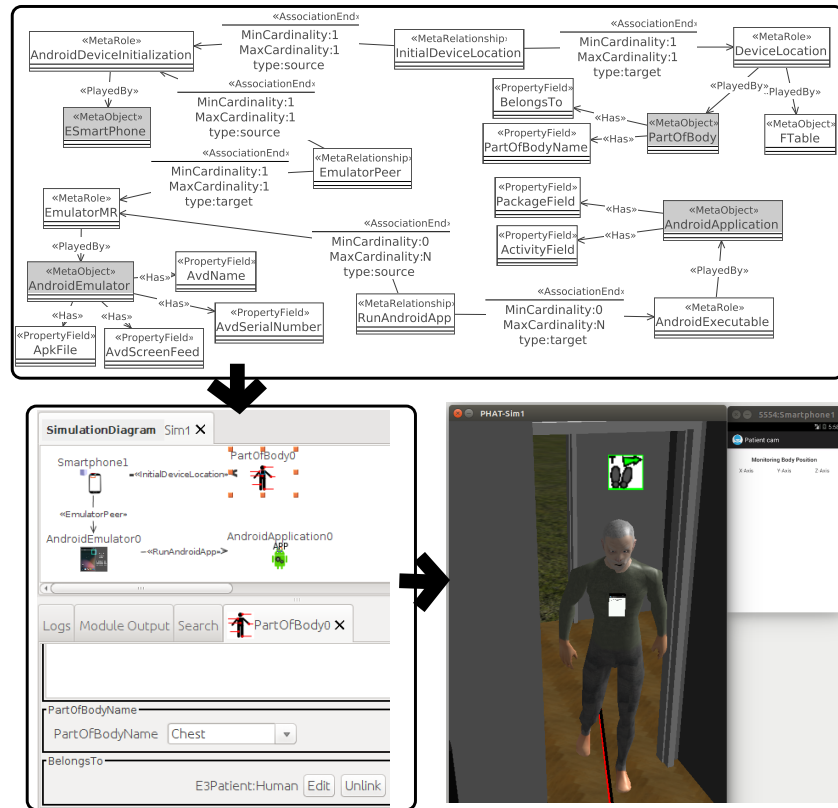 «AssociationEnd»
MinCardinality:1
MaxCardinality:1
type:source
«AssociationEnd»
MinCardinality:1
MaxCardinality:1
type:target
«MetaRole»
AndroidDeviceInitialization
«MetaRelationship»
InitialDeviceLocation
«MetaRole»
DeviceLocation
«PlayedBy»
«AssociationEnd»
MinCardinality:1
MaxCardinality:1
type:source
«PropertyField»
BelongsTo
«PlayedBy»
«PlayedBy»
«MetaObject»
ESmartPhone
«Has»
«MetaObject»
PartOfBody
«MetaObject»
FTable
«PropertyField»
PartOfBodyName
«Has»
«AssociationEnd»
MinCardinality:1
MaxCardinality:1
type:target
«MetaRelationship»
EmulatorPeer
«MetaRole»
EmulatorMR
«PropertyField»
PackageField
«Has»
«MetaObject»
AndroidApplication
«PlayedBy»
«AssociationEnd»
MinCardinality:0
MaxCardinality:N
type:source
«PropertyField»
ActivityField
«Has»
«MetaObject»
AndroidEmulator
«Has»
«PropertyField»
AvdName
«PlayedBy»
«Has»
«Has»
«Has»
«PropertyField»
AvdSerialNumber
«MetaRelationship»
RunAndroidApp
«AssociationEnd»
MinCardinality:0
MaxCardinality:N
type:target
«MetaRole»
AndroidExecutable
«PropertyField»
ApkFile
«PropertyField»
AvdScreenFeed
SimulationDiagram Sim1
Smartphone1
«InitialDeviceLocation»
PartOfBody0
«EmulatorPeer»
AndroidEmulator0
«RunAndroidApp»
AndroidApplication0
APP
Logs Module Output Search PartOfBody0
PartOfBodyName
PartOfBodyName Chest
BelongsTo
E3Patient:Human Edit Unlink
PHAT-Sim1
5554:Smartphone1
Patient cam
Monitoring Body Position
X-Axis Y-Axis Z-Axis